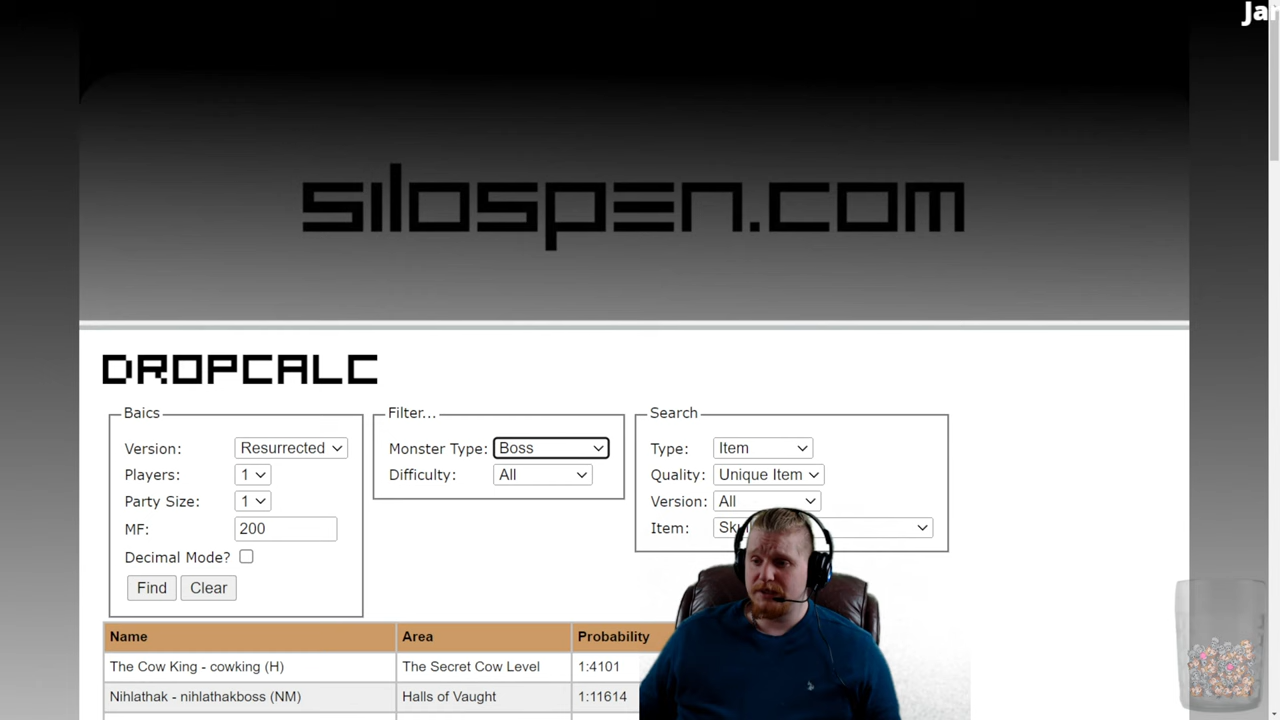 Jar
silospen.com
DROPCALC
Baics
Version: Resurrected
Players: 1
Party Size: 1
MF: 200
Decimal Mode?
Find Clear
Filter...
Monster Type: Boss
Difficulty: All
Search
Type: Item
Quality: Unique Item
Version: All
Item:
Name Area Probability
The Cow King - cowking (H) The Secret Cow Level 1:4101
Nihlathak - nihlathakboss (NM) Halls of Vaught 1:11614